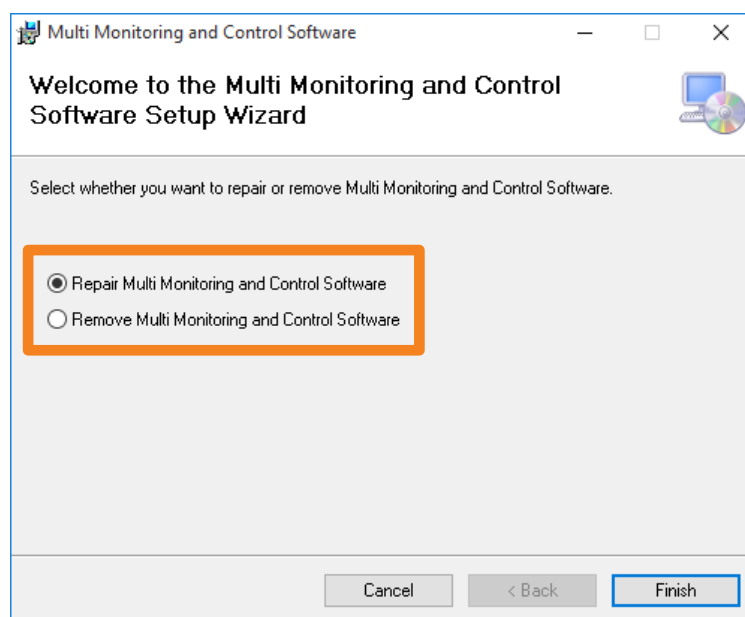 Multi Monitoring and Control Software
Welcome to the Multi Monitoring and Control
Software Setup Wizard
Select whether you want to repair or remove Multi Monitoring and Control Software.
Repair Multi Monitoring and Control Software
Remove Multi Monitoring and Control Software
Cancel
< Back
Finish